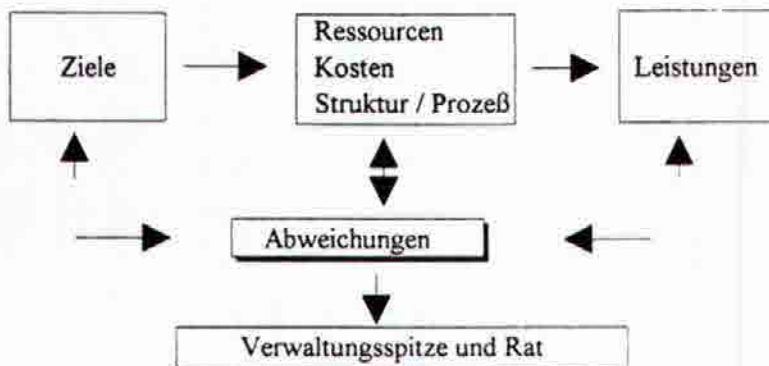 Ziele
Ressourcen
Kosten
Struktur / Prozeß
Leistungen
Abweichungen
Verwaltungsspitze und Rat